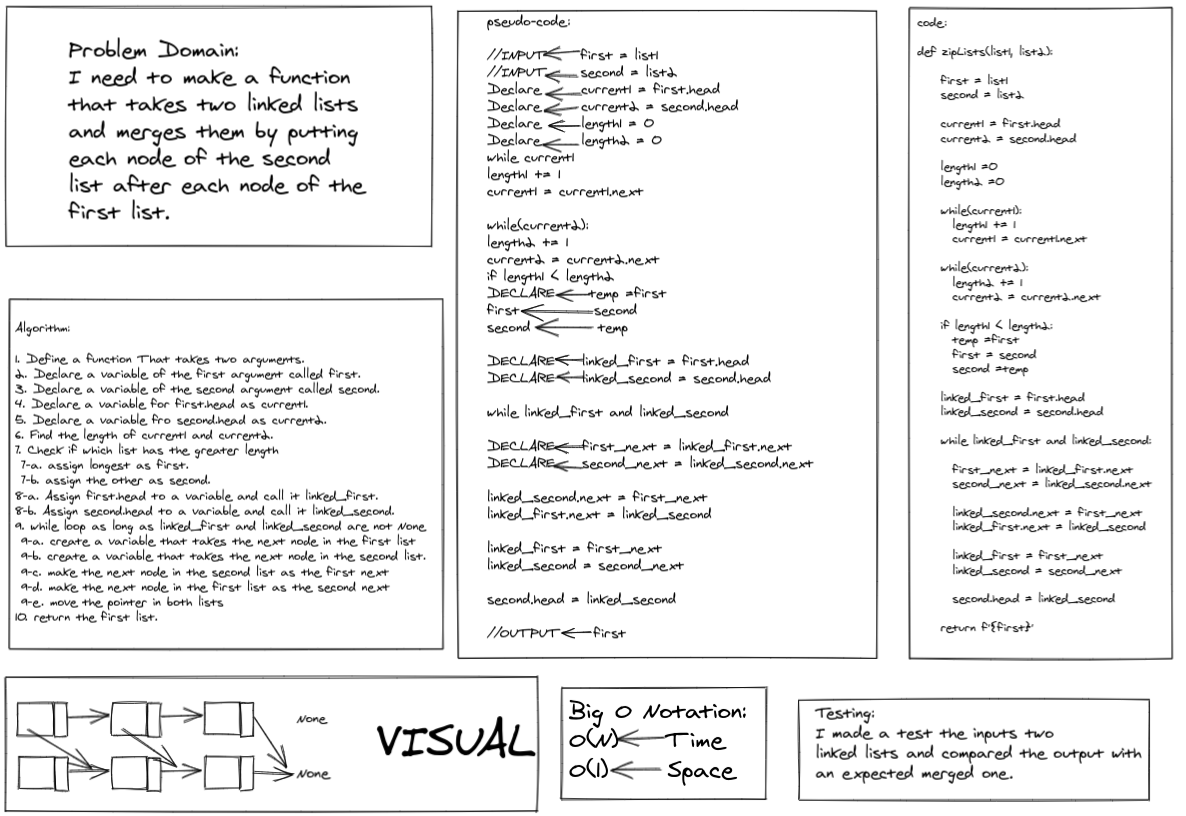 Problem Domain:
I need to make a function
that takes two linked lists
and merges them by putting
each node of the second
list after each node of the
first list.
Algorithm:
1. Define a function That takes two arguments.
2. Declare a variable of the first argument called first.
3. Declare a variable of the second argument called second.
4. Declare a variable for first.head as current1.
5. Declare a variable fro second.head as current2.
6. Find the length of current1 and current2.
7. Check if which list has the greater length
7-a. assign longest as first.
7-b. assign the other as second.
8-a. Assign first.head to a variable and call it linked_first.
8-b. Assign second.head to a variable and call it linked_second.
9. while loop as long as linked_first and linked_second are not None
9-a. create a variable that takes the next node in the first list
9-b. create a variable that takes the next node in the second list.
9-c. make the next node in the second list as the first next
9-d. make the next node in the first list as the second next
9-e. move the pointer in both lists
10. return the first list.
pseudo-code:
//INPUT first = list1
//INPUT second = list2
Declare current1 = first.head
Declare current2 = second.head
Declare length1 = 0
Declare length2 = 0
while current1
length1 += 1
current1 = current1.next
while(current2):
length2 += 1
current2 = current2.next
if length1 < length2
DECLARE temp =first
first second
second temp
DECLARE linked_first = first.head
DECLARE linked_second = second.head
while linked_first and linked_second
DECLARE first_next = linked_first.next
DECLARE second_next = linked_second.next
linked_second.next = first_next
linked_first.next = linked_second
linked_first = first_next
linked_second = second_next
second.head = linked_second
//OUTPUT first
code:
def zipLists(list1, list2):
first = list1
second = list2
current1 = first.head
current2 = second.head
length1 =0
length2 =0
while(current1):
length1 += 1
current1 = current1.next
while(current2):
length2 += 1
current2 = current2.next
if length1 < length2:
temp =first
first = second
second =temp
linked_first = first.head
linked_second = second.head
while linked_first and linked_second:
first_next = linked_first.next
second_next = linked_second.next
linked_second.next = first_next
linked_first.next = linked_second
linked_first = first_next
linked_second = second_next
second.head = linked_second
return f'{first}'
None
None
VISUAL
Big O Notation:
O(N) Time
O(1) Space
Testing:
I made a test the inputs two
linked lists and compared the output with
an expected merged one.